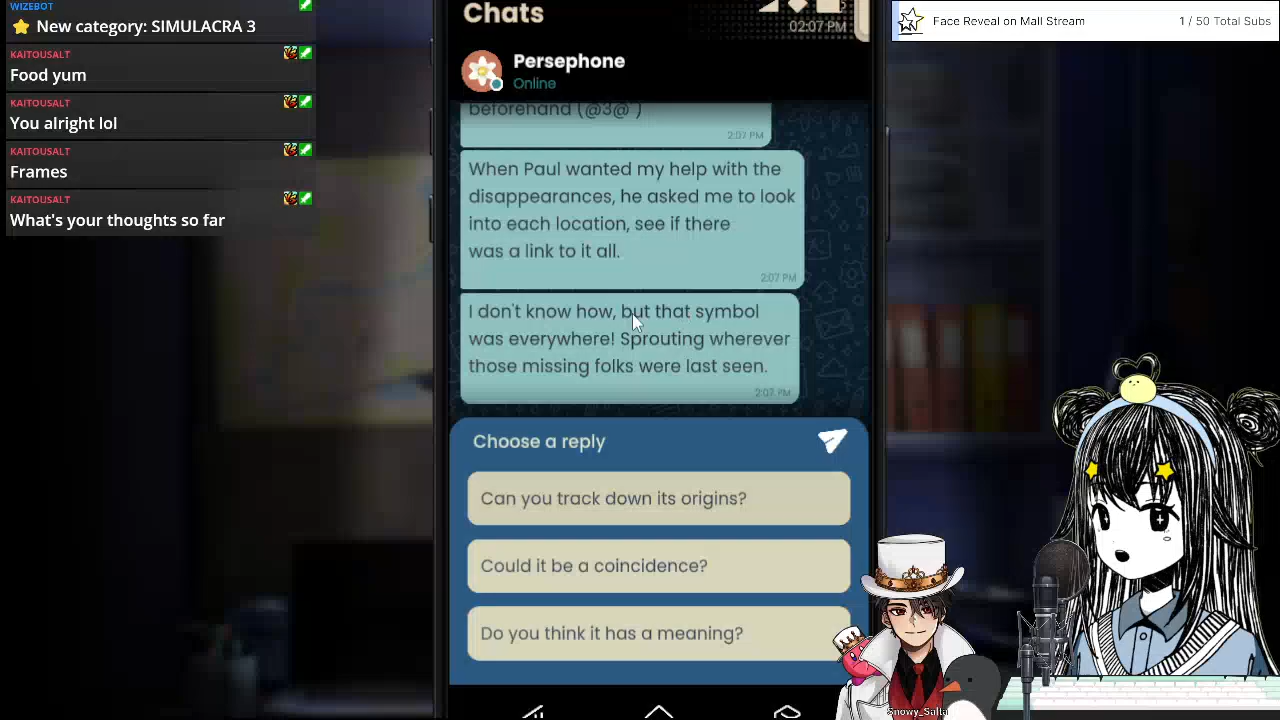 WIZEBOT
New category: SIMULACRA 3
KAITOUSALT
Food yum
KAITOUSALT
You alright lol
KAITOUSALT
Frames
KAITOUSALT
What's your thoughts so far
Chats
02:07 PM
Persephone
Online
beforehand (@3@')
2:07 PM
When Paul wanted my help with the
disappearances, he asked me to look
into each location, see if there
was a link to it all.
2:07 PM
I don't know how, but that symbol
was everywhere! Sprouting wherever
those missing folks were last seen.
2:07 PM
Choose a reply
Can you track down its origins?
Could it be a coincidence?
Do you think it has a meaning?
Face Reveal on Mall Stream
1 / 50 Total Subs
Snowy_Salta